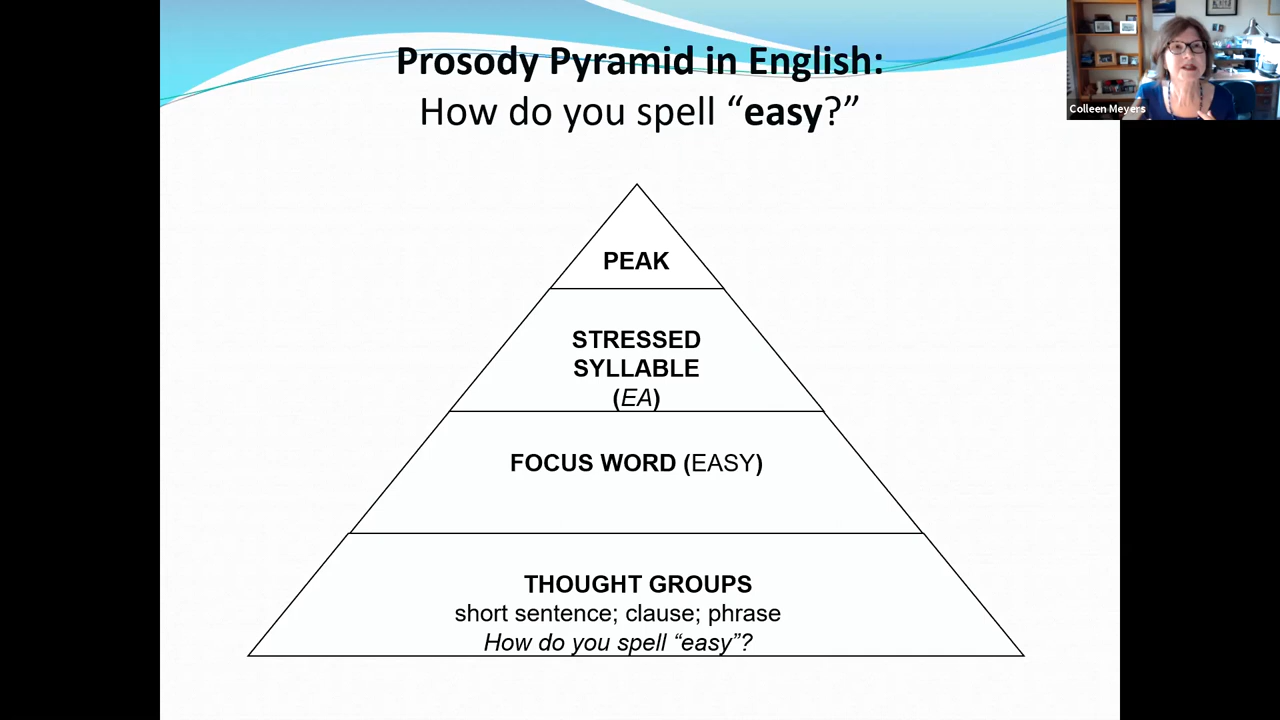 Prosody Pyramid in English:
How do you spell “easy?”
Colleen Meyers
PEAK
STRESSED
SYLLABLE
(EA)
FOCUS WORD (EASY)
THOUGHT GROUPS
short sentence; clause; phrase
How do you spell “easy”?